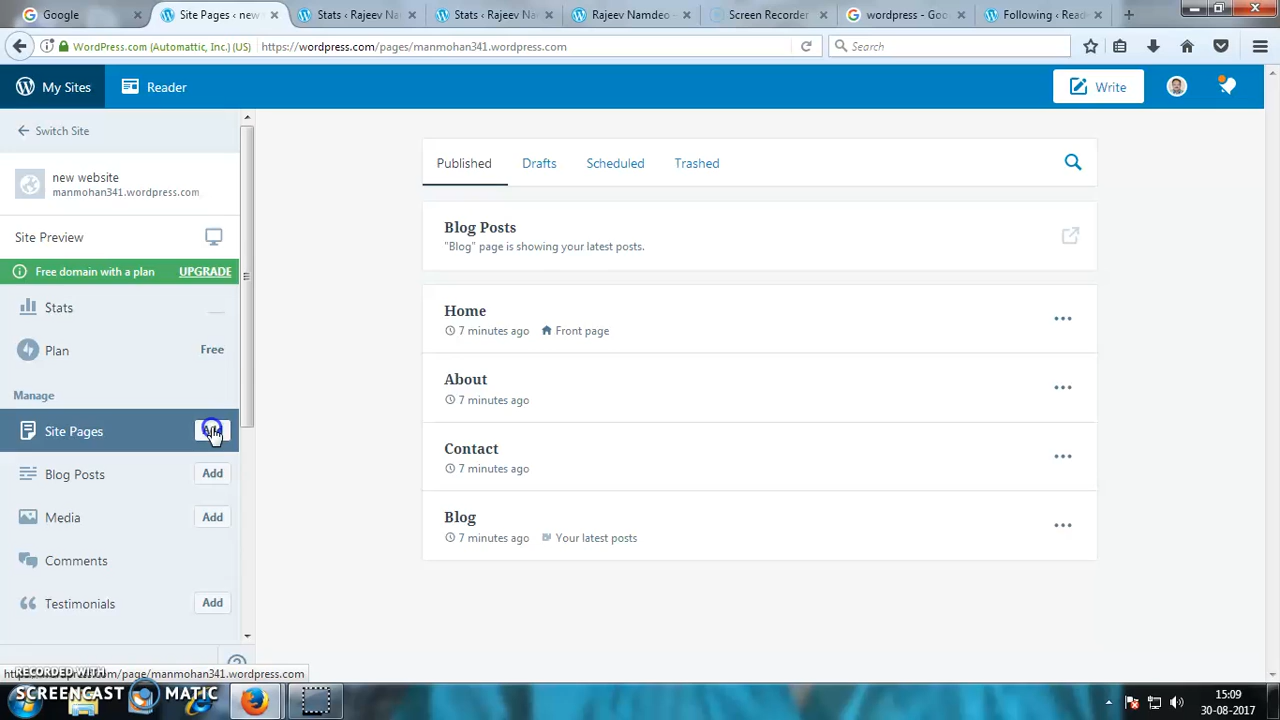 Google
Site Pages ‹ new
Stats ‹ Rajeev Namd
Stats ‹ Rajeev Na
Rajeev Namdeo –
Screen Recorder
wordpress - Goo
Following ‹ Read
WordPress.com (Automattic, Inc.) (US)
https://wordpress.com/pages/manmohan341.wordpress.com
Search
My Sites
Reader
Write
Switch Site
new website
manmohan341.wordpress.com
Site Preview
Free domain with a plan UPGRADE
Stats
Plan Free
Manage
Site Pages
Blog Posts Add
Media Add
Comments
Testimonials Add
Published Drafts Scheduled Trashed
Blog Posts
"Blog" page is showing your latest posts.
Home
7 minutes ago Front page
About
7 minutes ago
Contact
7 minutes ago
Blog
7 minutes ago Your latest posts
/page/manmohan341.wordpress.com
RECORDED WITH
SCREENCAST MATIC
15:09
30-08-2017